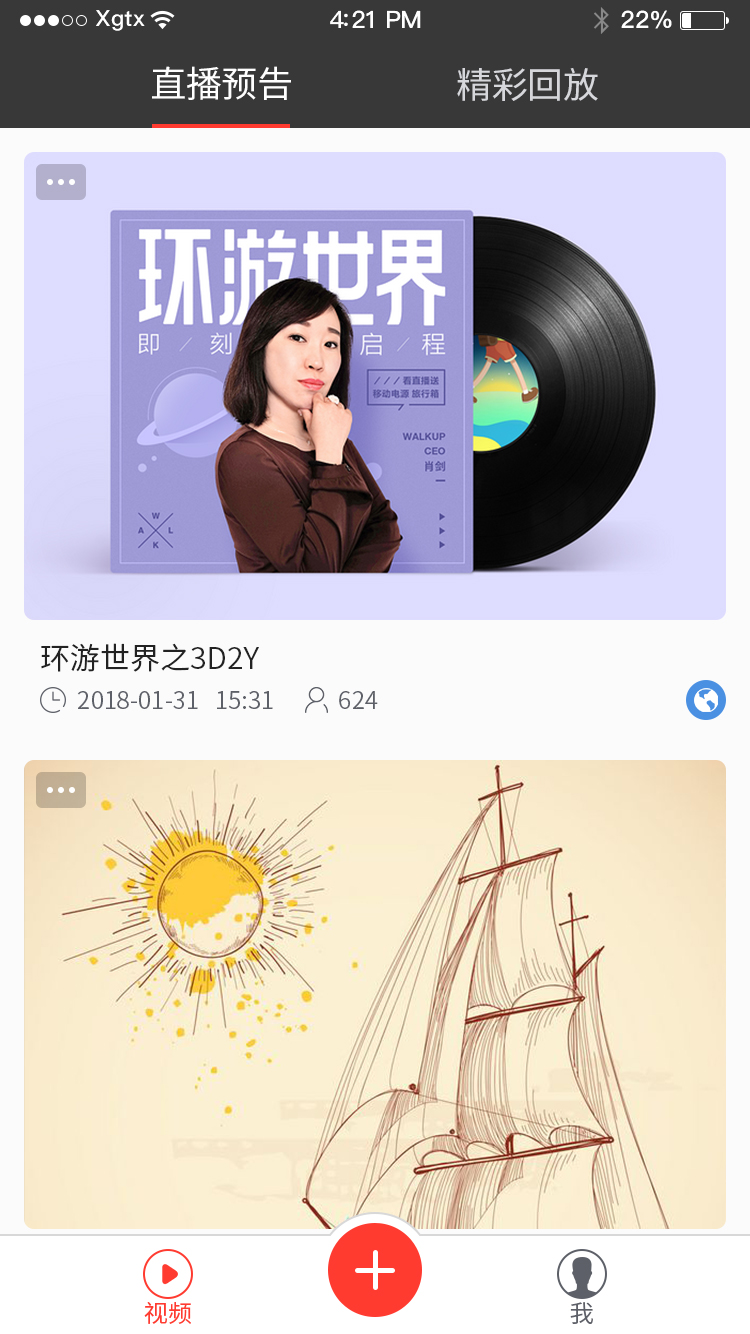 Xgtx 4:21 PM 22%
直播预告 精彩回放
环游世界
即 / 刻 启 / 程
/ / / 看直播送
移动电源 旅行箱
WALKUP
CEO
肖剑
W
A L
K
环游世界之3D2Y
2018-01-31 15:31 624
视频 我